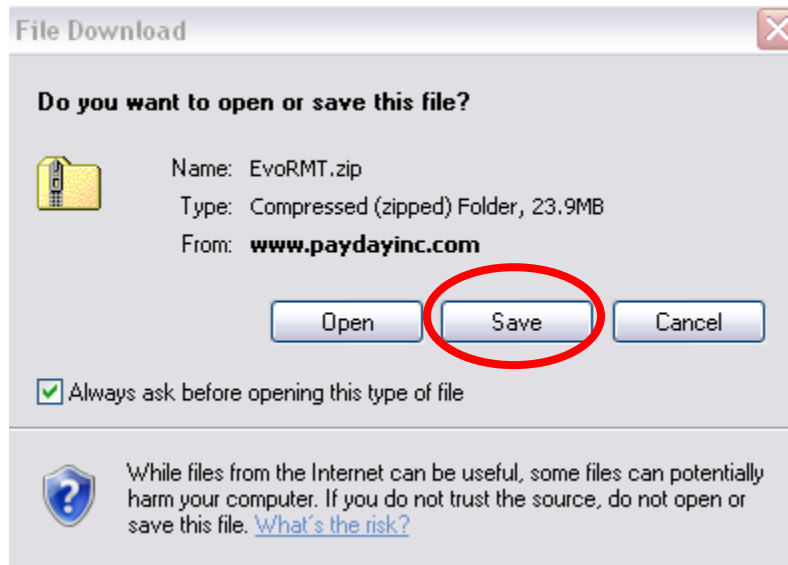 File Download
Do you want to open or save this file?
Name: EvoRMT.zip
Type: Compressed (zipped) Folder, 23.9MB
From: www.paydayinc.com
Open Save Cancel
Always ask before opening this type of file
While files from the Internet can be useful, some files can potentially
harm your computer. If you do not trust the source, do not open or
save this file. What's the risk?